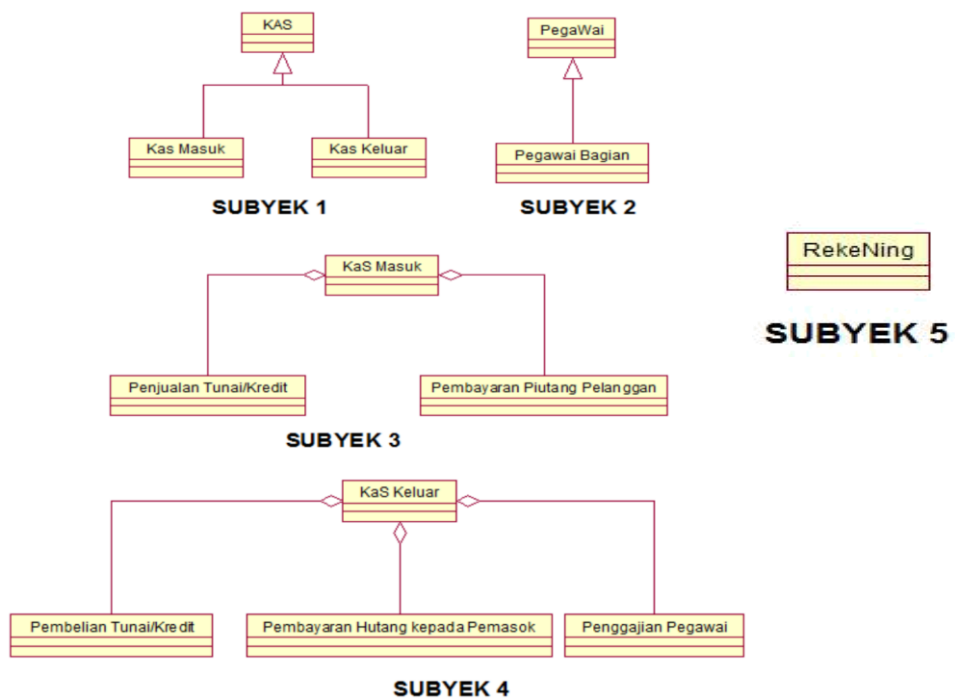 KAS
Kas Masuk
Kas Keluar
SUBYEK 1
PegaWai
Pegawai Bagian
SUBYEK 2
RekeNing
SUBYEK 5
KaS Masuk
Penjualan Tunai/Kredit
Pembayaran Piutang Pelanggan
SUBYEK 3
KaS Keluar
Pembelian Tunai/Kredit
Pembayaran Hutang kepada Pemasok
Penggajian Pegawai
SUBYEK 4